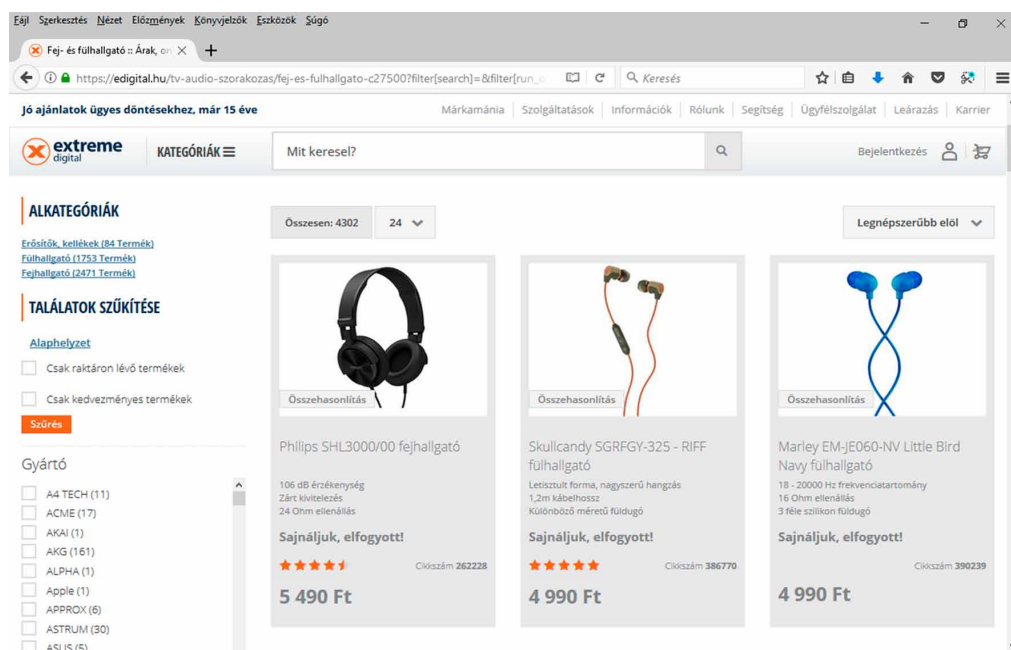 Fájl Szerkesztés Nézet Előzmények Könyvjelzők Eszközök Súgó
Fej- és fülhallgató :: Árak, on
https://edigital.hu/tv-audio-szorakozas/fej-es-fulhallgato-c27500?filter[search]=&filter[run_o
Keresés
Jó ajánlatok ügyes döntésekhez, már 15 éve
Márkamánia Szolgáltatások Információk Rólunk Segítség Ügyfélszolgálat Leárazás Karrier
extreme
digital
KATEGÓRIÁK
Mit keresel?
Bejelentkezés
ALKATEGÓRIÁK
Erősítők, kellékek (84 Termék)
Fülhallgató (1753 Termék)
Fejhallgató (2471 Termék)
TALÁLATOK SZŰKÍTÉSE
Alaphelyzet
Csak raktáron lévő termékek
Csak kedvezményes termékek
Szűrés
Gyártó
A4 TECH (11)
ACME (17)
AKAI (1)
AKG (161)
ALPHA (1)
Apple (1)
APPROX (6)
ASTRUM (30)
ASUS (5)
Összesen: 4302
24
Legnépszerűbb elöl
Összehasonlítás
Philips SHL3000/00 fejhallgató
106 dB érzékenység
Zárt kivitelezés
24 Ohm ellenállás
Sajnáljuk, elfogyott!
Cikkszám 262228
5 490 Ft
Összehasonlítás
Skullcandy SGRFGY-325 - RIFF
fülhallgató
Letisztult forma, nagyszerű hangzás
1,2m kábelhossz
Különböző méretű füldugó
Sajnáljuk, elfogyott!
Cikkszám 386770
4 990 Ft
Összehasonlítás
Marley EM-JE060-NV Little Bird
Navy fülhallgató
18 - 20000 Hz frekvenciatartomány
16 Ohm ellenállás
3 féle szilikon füldugó
Sajnáljuk, elfogyott!
Cikkszám 390239
4 990 Ft